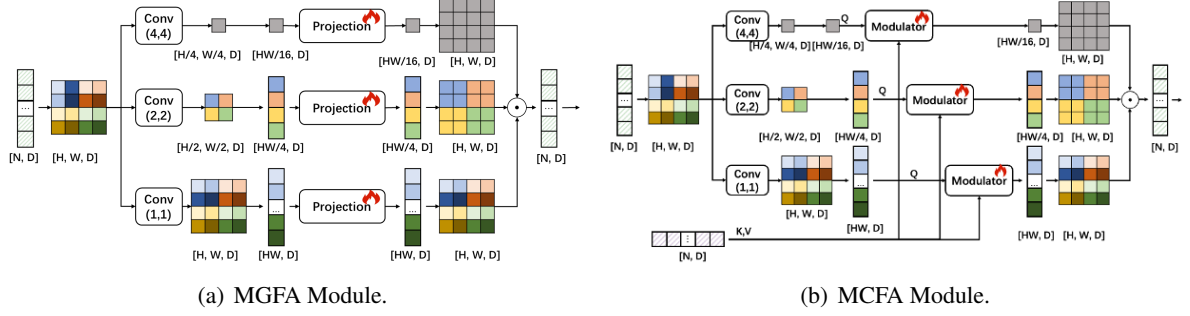 Conv
(4,4)
Projection
[H/4, W/4, D]
[HW/16, D]
[HW/16, D]
[H, W, D]
Conv
(2,2)
Projection
...
[N, D]
[H, W, D]
[H/2, W/2, D]
[HW/4, D]
[HW/4, D]
[H, W, D]
...
[N, D]
Conv
(1,1)
...
Projection
...
[H, W, D]
[HW, D]
[HW, D]
[H, W, D]
(a) MGFA Module.
Conv
(4,4)
Q
Modulator
[H/4, W/4, D]
[HW/16, D]
[HW/16, D]
[H, W, D]
Conv
(2,2)
Q
Modulator
...
[N, D]
[H, W, D]
[H/2, W/2, D]
[HW/4, D]
[HW/4, D]
[H, W, D]
...
[N, D]
Conv
(1,1)
...
Q
Modulator
...
[H, W, D]
[HW, D]
[HW, D]
[H, W, D]
K,V
...
[N, D]
(b) MCFA Module.